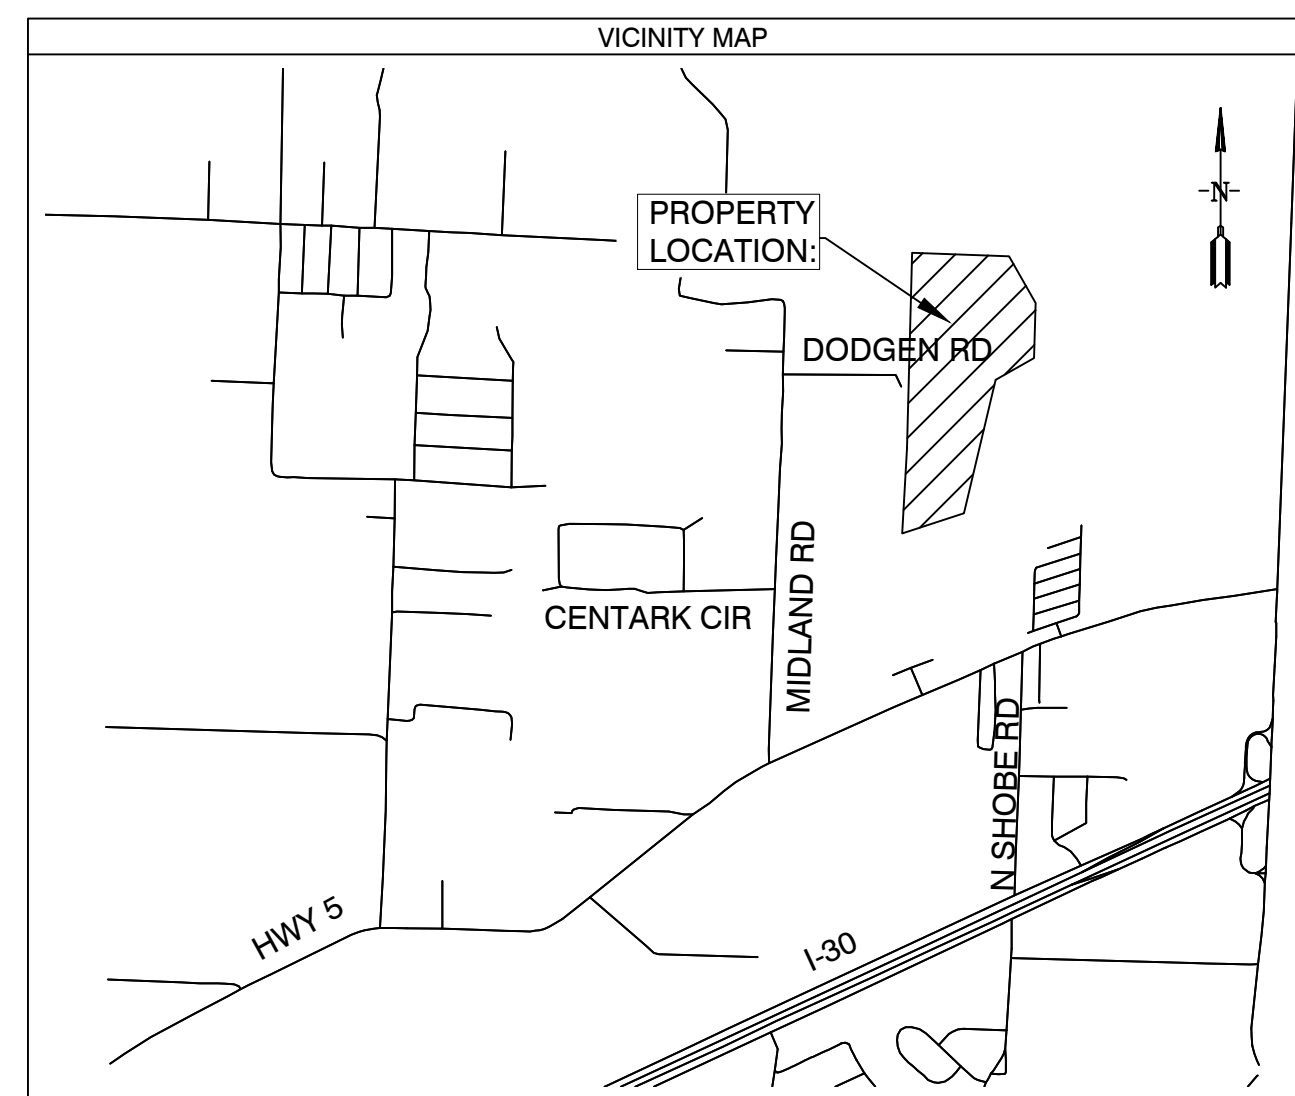 VICINITY MAP
-N-
PROPERTY
LOCATION:
DODGEN RD
MIDLAND RD
CENTARK CIR
N SHOBE RD
HWY 5
I-30